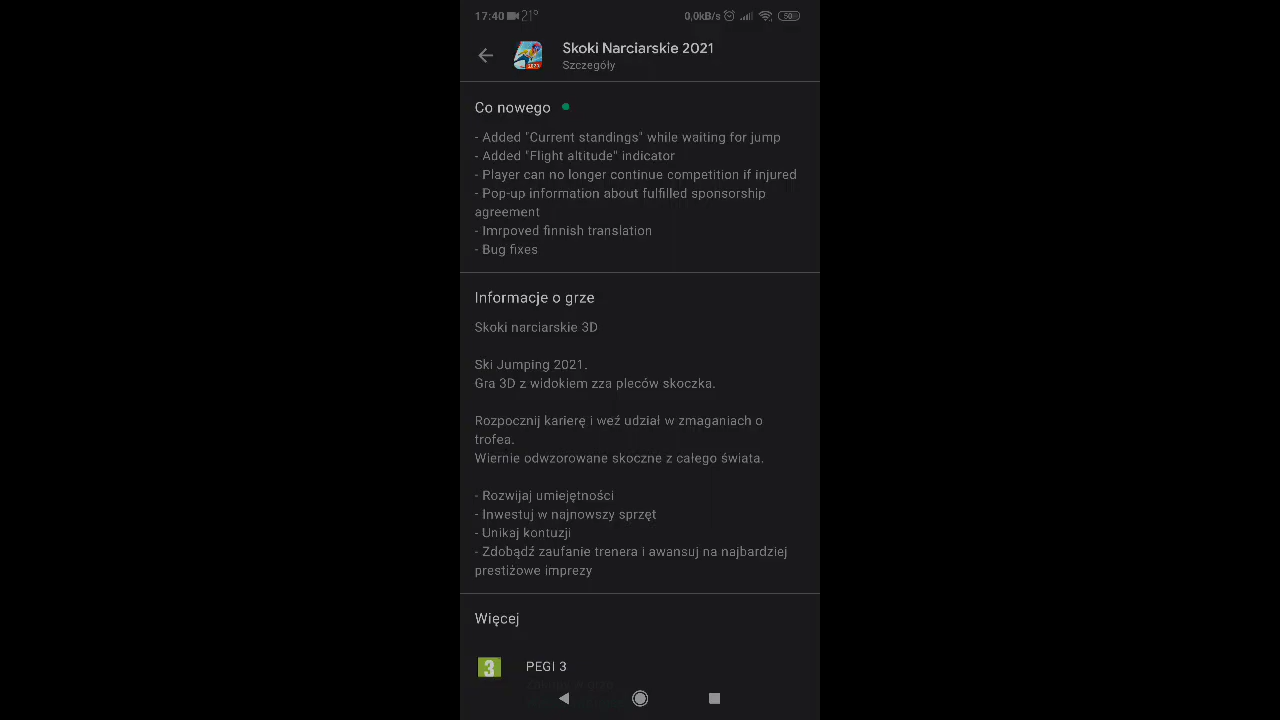 17:40 21°
0,0kB/s 50
Skoki Narciarskie 2021
Szczegóły
Co nowego
- Added "Current standings" while waiting for jump
- Added "Flight altitude" indicator
- Player can no longer continue competition if injured
- Pop-up information about fulfilled sponsorship
agreement
- Imrpoved finnish translation
- Bug fixes
Informacje o grze
Skoki narciarskie 3D
Ski Jumping 2021.
Gra 3D z widokiem zza pleców skoczka.
Rozpocznij karierę i weź udział w zmaganiach o
trofea.
Wiernie odwzorowane skoczne z całego świata.
- Rozwijaj umiejętności
- Inwestuj w najnowszy sprzęt
- Unikaj kontuzji
- Zdobądź zaufanie trenera i awansuj na najbardziej
prestiżowe imprezy
Więcej
3
PEGI 3